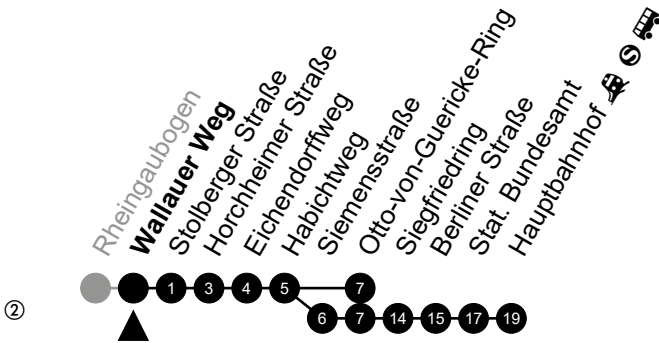 Rheingaubogen
Wallauer Weg
Stolberger Straße
Horchheimer Straße
Eichendorffweg
Habichtweg
Siemensstraße
Otto-von-Guericke-Ring
Siegfriedring
Berliner Straße
Stat. Bundesamt
Hauptbahnhof S
1 3 4 5 7
② 6 7 14 15 17 19